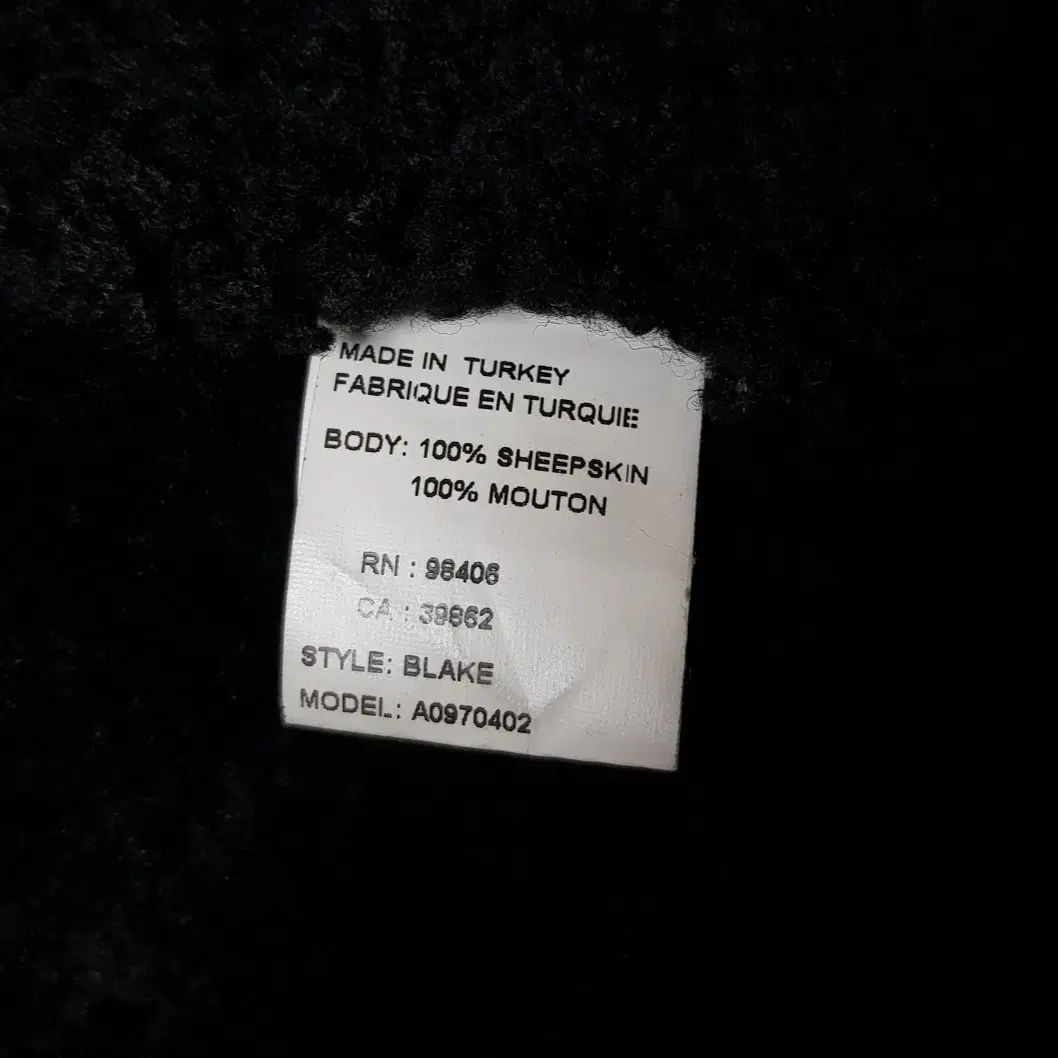 MADE IN TURKEY
FABRIQUE EN TURQUIE
BODY: 100% SHEEPSKIN
100% MOUTON
RN : 98406
CA : 39862
STYLE: BLAKE
MODEL: A0970402